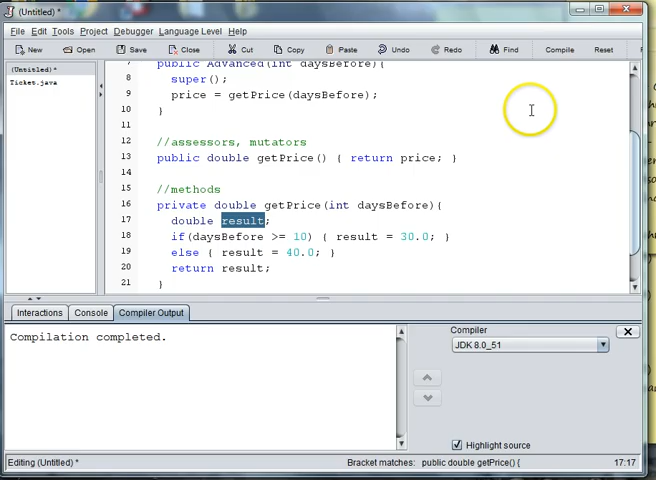 (Untitled) *
File Edit Tools Project Debugger Language Level Help
New Open Save Close Cut Copy Paste Undo Redo Find Compile Reset
(Untitled) *
Ticket.java
7 public Advanced(int daysBefore){
8 super();
9 price = getPrice(daysBefore);
10 }
11
12 //assessors, mutators
13 public double getPrice() { return price; }
14
15 //methods
16 private double getPrice(int daysBefore){
17 double result;
18 if(daysBefore >= 10) { result = 30.0; }
19 else { result = 40.0; }
20 return result;
21 }
Interactions Console Compiler Output
Compilation completed.
Compiler
JDK 8.0_51
Highlight source
Editing (Untitled) * Bracket matches: public double getPrice() { 17:17